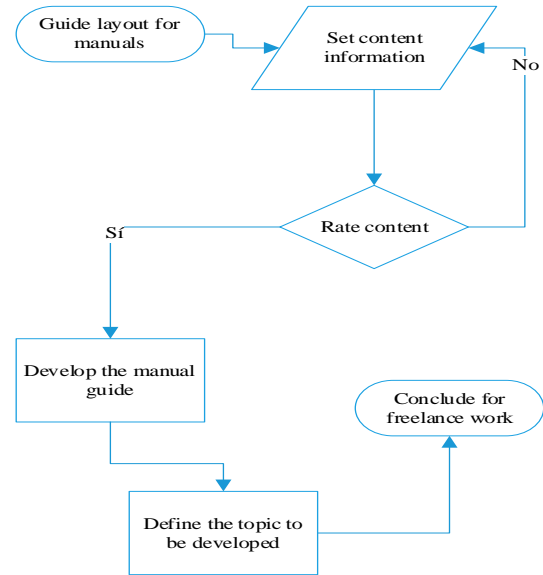 Guide layout for
manuals
Set content
information
No
Rate content
Sí
Develop the manual
guide
Conclude for
freelance work
Define the topic to
be developed